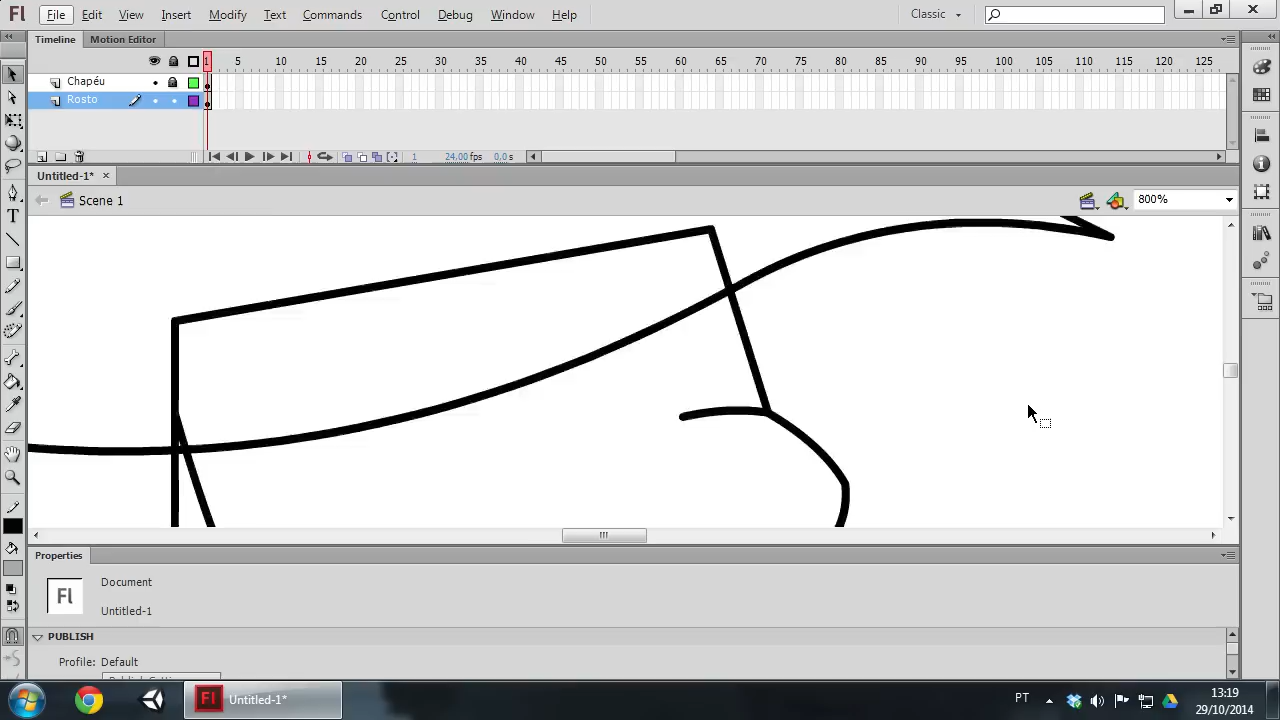 Fl File Edit View Insert Modify Text Commands Control Debug Window Help Classic
Timeline Motion Editor
1 5 10 15 20 25 30 35 40 45 50 55 60 65 70 75 80 85 90 95 100 105 110 115 120 125
Chapéu
Rosto
1 24.00 fps 0.0 s
Untitled-1*
Scene 1 800%
Properties
Document
Fl
Untitled-1
PUBLISH
Profile: Default
Fl Untitled-1* PT 13:19
29/10/2014